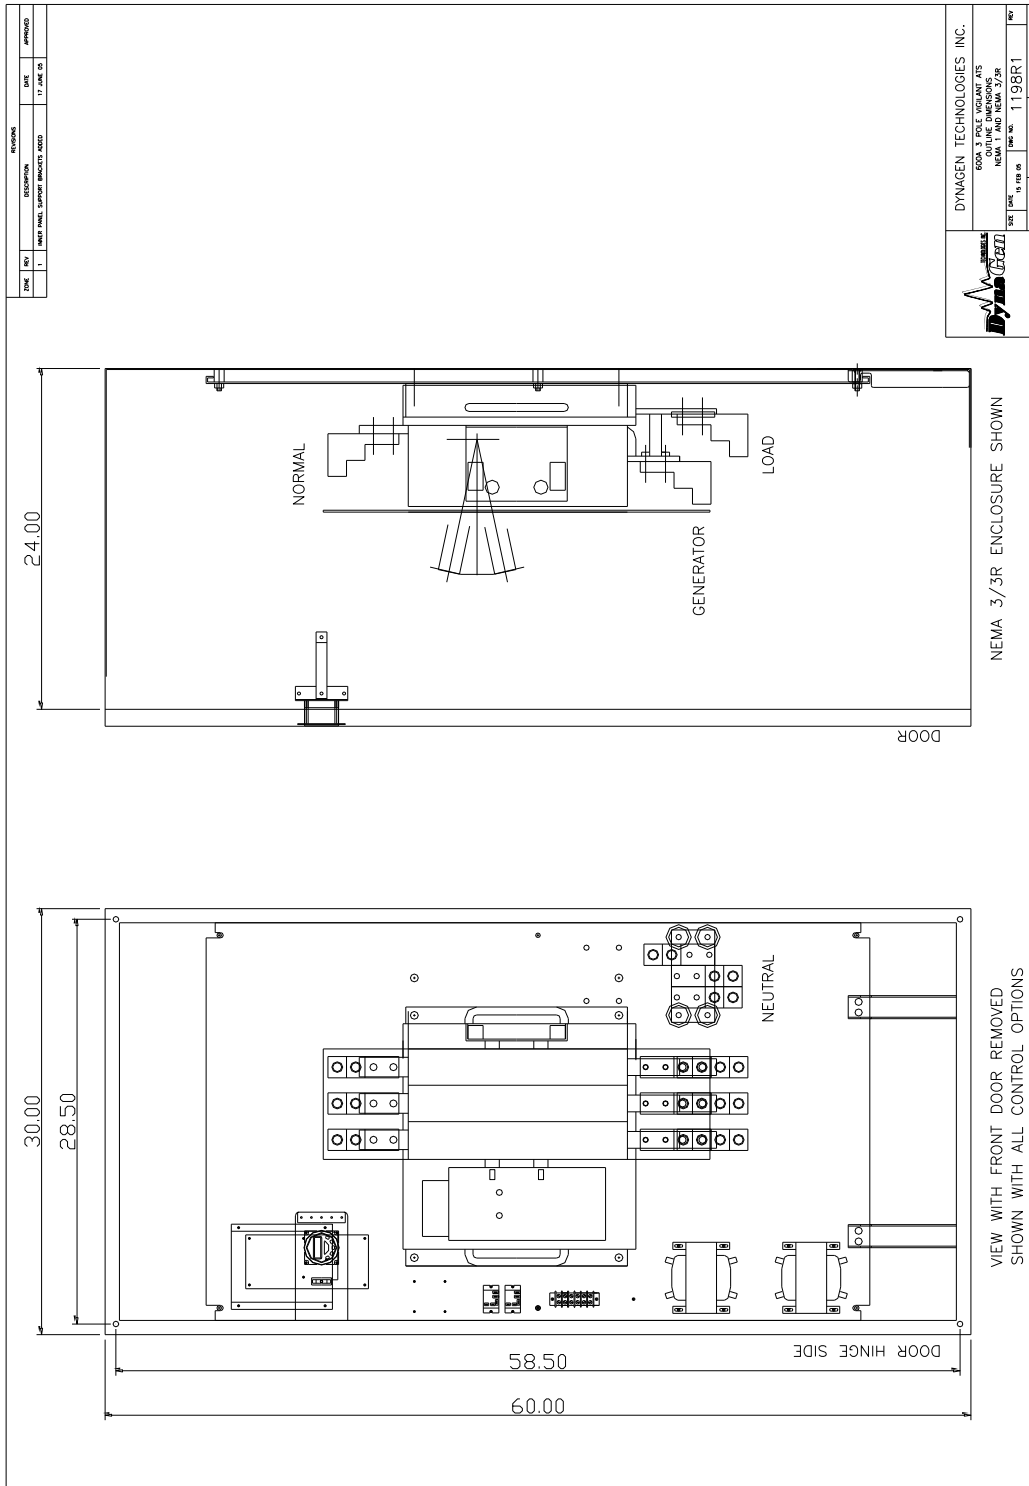 REVISIONS
ZONE REV DESCRIPTION DATE APPROVED
1 INNER PANEL SUPPORT BRACKETS ADDED 17 JUNE 05
30.00
28.50
24.00
58.50
60.00
NEUTRAL
DOOR HINGE SIDE
VIEW WITH FRONT DOOR REMOVED
SHOWN WITH ALL CONTROL OPTIONS
NORMAL
GENERATOR
LOAD
DOOR
NEMA 3/3R ENCLOSURE SHOWN
TECHNOLOGIES INC.
DynaGen
DYNAGEN TECHNOLOGIES INC.
600A 3 POLE VIGILANT ATS
OUTLINE DIMENSIONS
NEMA 1 AND NEMA 3/3R
SIZE DATE DWG NO. REV
15 FEB 05 1198R1